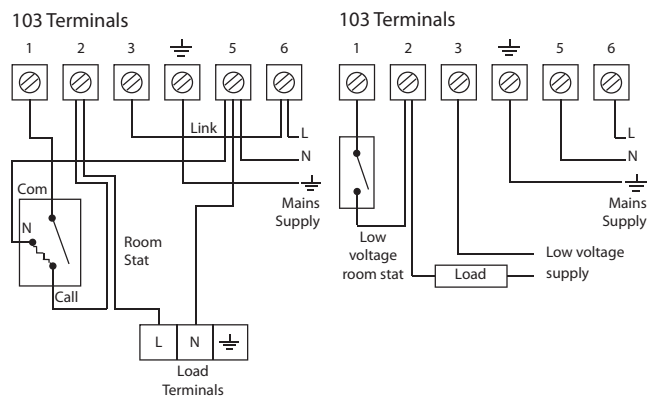 103 Terminals
1 2 3 5 6
Link
L
N
Mains
Supply
Com
N
Room
Stat
Call
L N
Load
Terminals
103 Terminals
1 2 3 5 6
L
N
Mains
Supply
Low
voltage
room stat
Low voltage
supply
Load